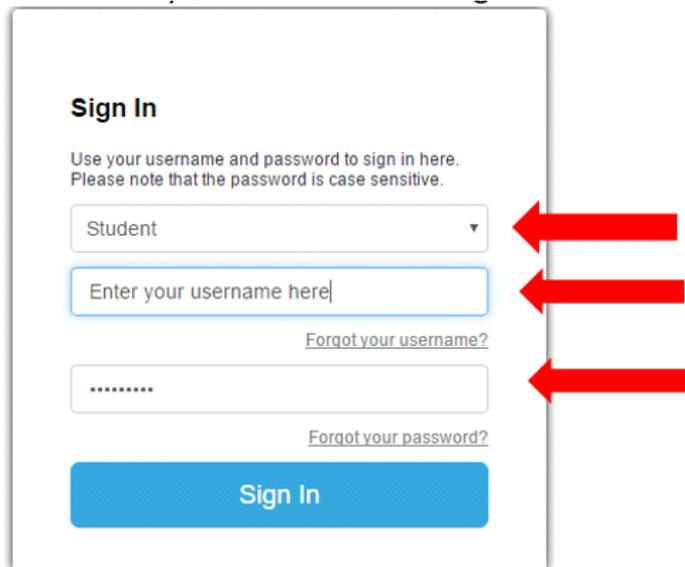 Sign In
Use your username and password to sign in here.
Please note that the password is case sensitive.
Student
Enter your username here
Forgot your username?
•••••••••
Forgot your password?
Sign In